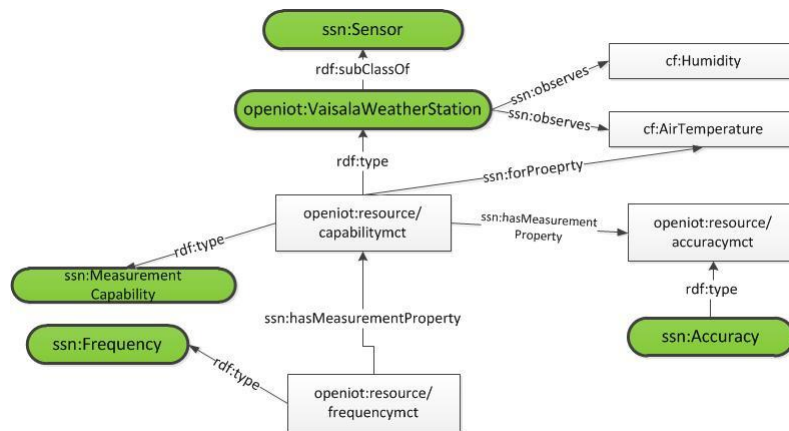 ssn:Sensor
rdf:subClassOf
openiot:VaisalaWeatherStation
ssn:observes
cf:Humidity
ssn:observes
cf:AirTemperature
rdf:type
ssn:forProeprty
openiot:resource/
capabilitymct
ssn:hasMeasurement
Property
openiot:resource/
accuracymct
rdf:type
ssn:Measurement
Capability
rdf:type
ssn:Accuracy
ssn:hasMeasurementProperty
ssn:Frequency
rdf:type
openiot:resource/
frequencymct